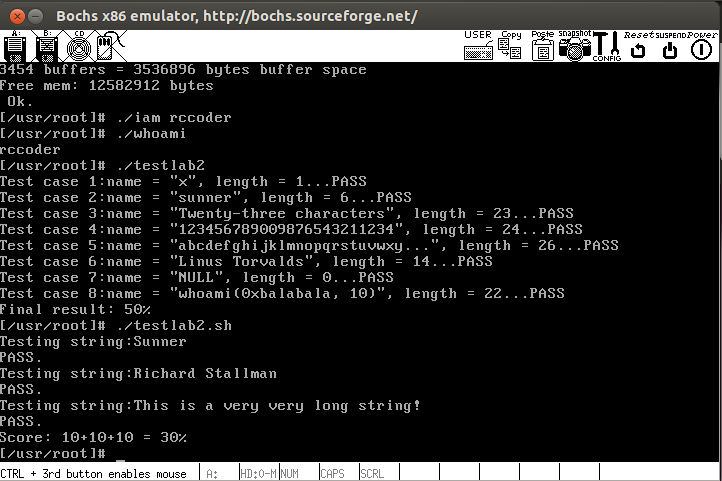 Bochs x86 emulator, http://bochs.sourceforge.net/
A: B: CD USER Copy Paste snapshot CONFIG Reset SUSPEND Power
3454 buffers = 3536896 bytes buffer space
Free mem: 12582912 bytes
Ok.
[/usr/root]# ./iam rccoder
[/usr/root]# ./whoami
rccoder
[/usr/root]# ./testlab2
Test case 1:name = "x", length = 1...PASS
Test case 2:name = "sunner", length = 6...PASS
Test case 3:name = "Twenty-three characters", length = 23...PASS
Test case 4:name = "123456789009876543211234", length = 24...PASS
Test case 5:name = "abcdefghijklmnopqrstuvwxy...", length = 26...PASS
Test case 6:name = "Linus Torvalds", length = 14...PASS
Test case 7:name = "NULL", length = 0...PASS
Test case 8:name = "whoami(0xbalabala, 10)", length = 22...PASS
Final result: 50%
[/usr/root]# ./testlab2.sh
Testing string:Sunner
PASS.
Testing string:Richard Stallman
PASS.
Testing string:This is a very very long string!
PASS.
Score: 10+10+10 = 30%
[/usr/root]# _
CTRL + 3rd button enables mouse A: HD:0-M NUM CAPS SCRL